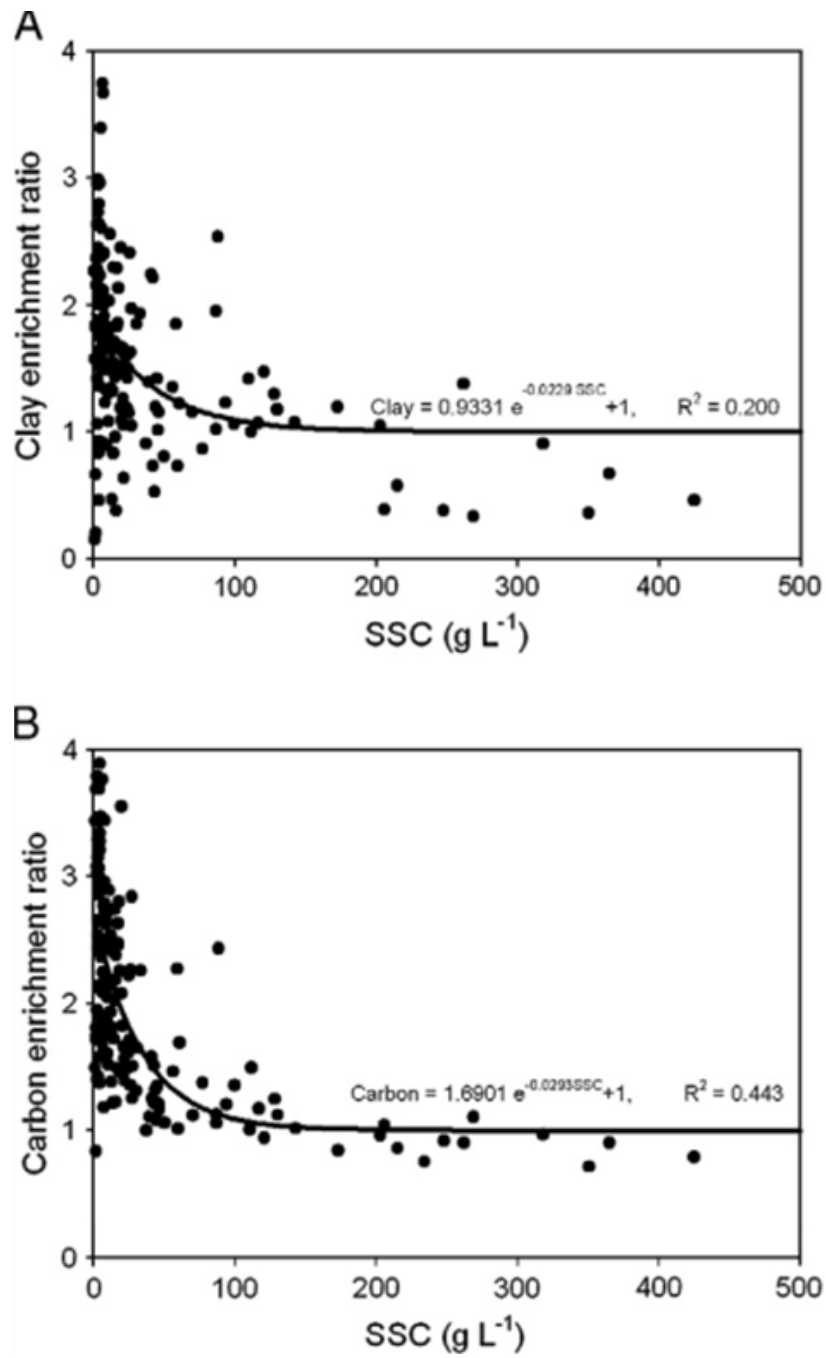 A
4
3
2
1
0
Clay enrichment ratio
Clay = 0.9331 e^-0.0229 SSC +1, R² = 0.200
0 100 200 300 400 500
SSC (g L⁻¹)
B
4
3
2
1
0
Carbon enrichment ratio
Carbon = 1.6901 e^-0.0293SSC +1, R² = 0.443
0 100 200 300 400 500
SSC (g L⁻¹)